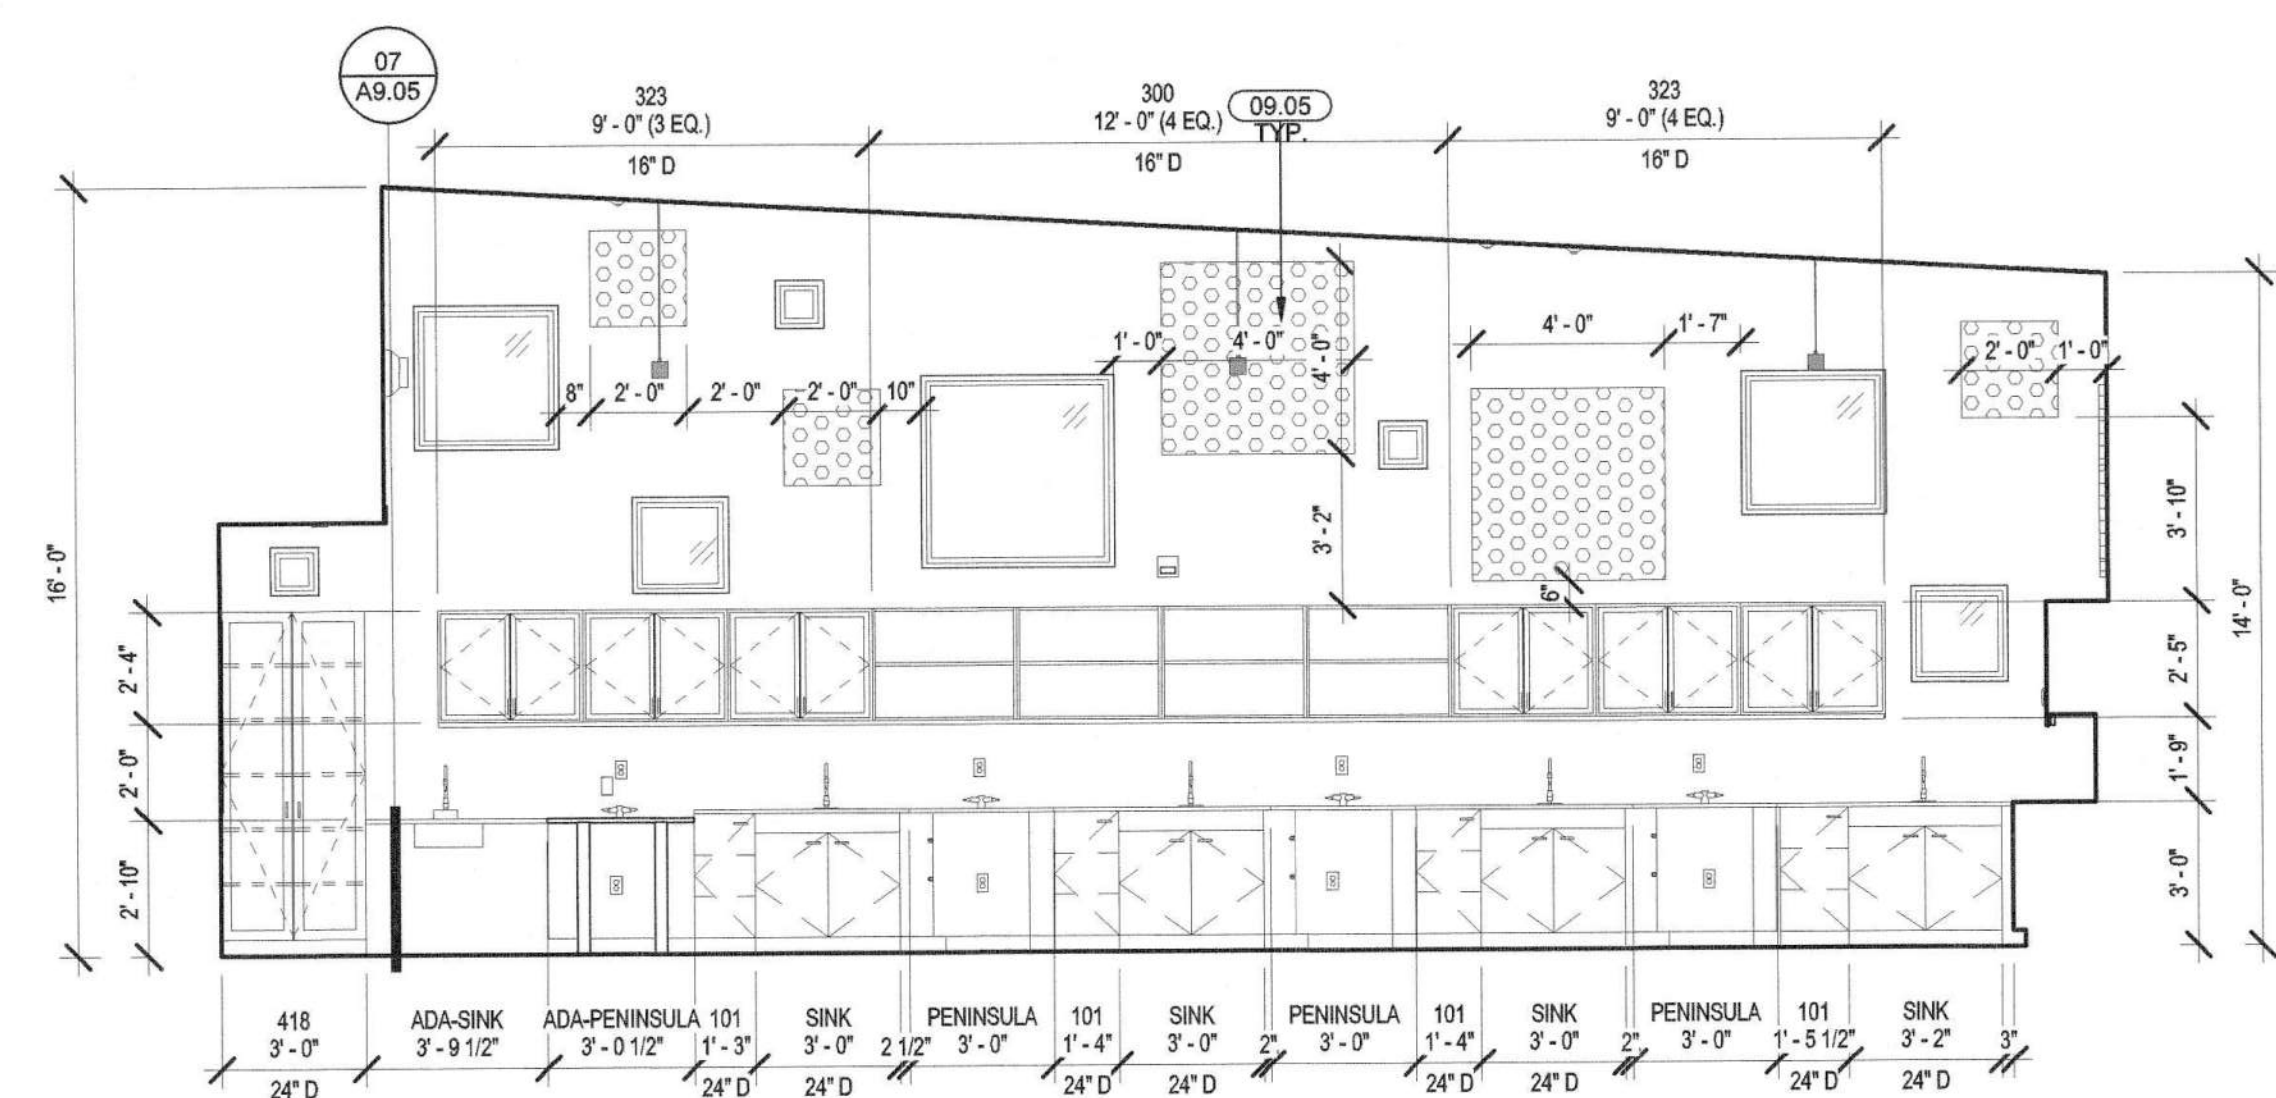 07
A9.05
323
9' - 0" (3 EQ.)
16" D
300
12' - 0" (4 EQ.)
16" D
09.05
TYP.
323
9' - 0" (4 EQ.)
16" D
16' - 0"
14' - 0"
8"
2' - 0"
2' - 0"
2' - 0"
10"
1' - 0"
4' - 0"
4' - 0"
3' - 2"
4' - 0"
1' - 7"
6"
2' - 0"
1' - 0"
3' - 10"
2' - 5"
1' - 9"
3' - 0"
2' - 4"
2' - 0"
2' - 10"
418
3' - 0"
24" D
ADA-SINK
3' - 9 1/2"
ADA-PENINSULA
3' - 0 1/2"
101
1' - 3"
24" D
SINK
3' - 0"
24" D
2 1/2"
PENINSULA
3' - 0"
101
1' - 4"
24" D
SINK
3' - 0"
24" D
2"
PENINSULA
3' - 0"
101
1' - 4"
24" D
SINK
3' - 0"
24" D
2"
PENINSULA
3' - 0"
101
1' - 5 1/2"
24" D
SINK
3' - 2"
24" D
3"